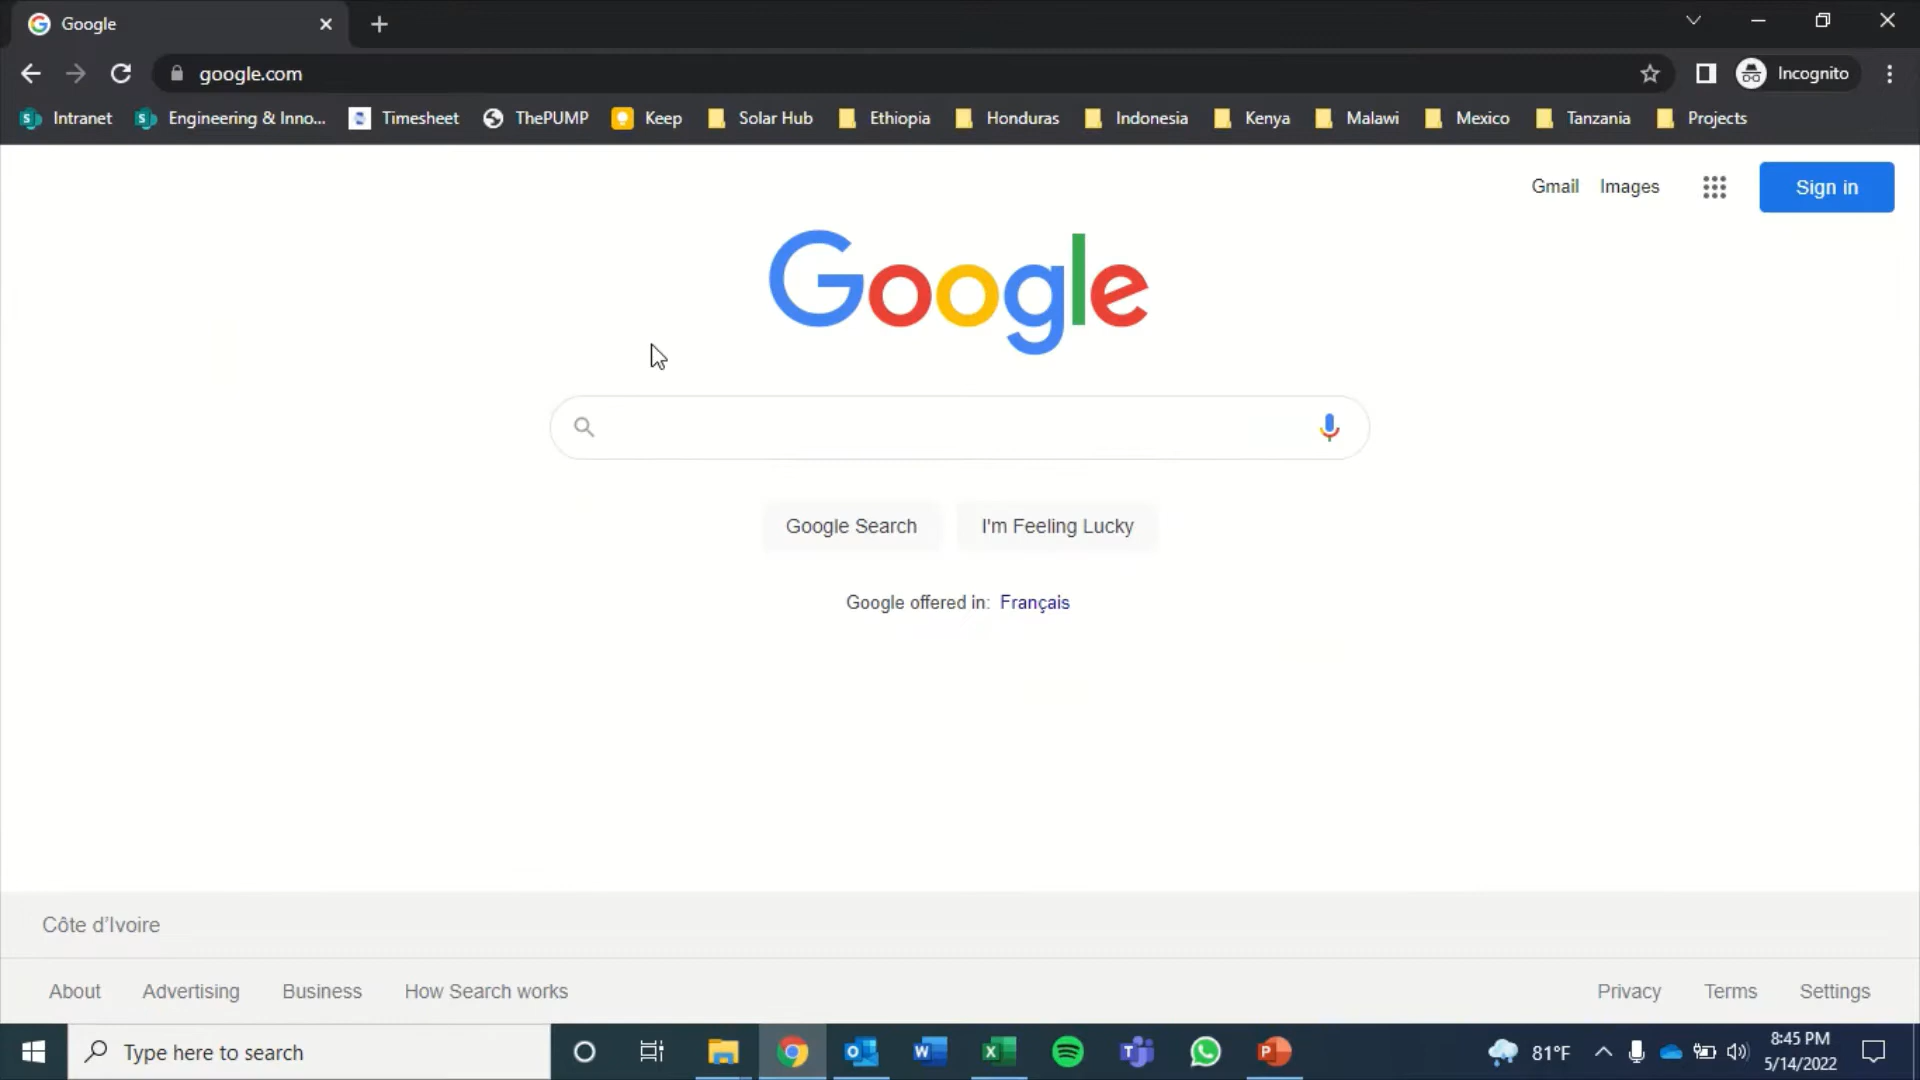 Google
google.com
Incognito
Intranet Engineering & Inno... Timesheet ThePUMP Keep Solar Hub Ethiopia Honduras Indonesia Kenya Malawi Mexico Tanzania Projects
Gmail Images Sign in
Google
Google Search I'm Feeling Lucky
Google offered in: Français
Côte d'Ivoire
About Advertising Business How Search works Privacy Terms Settings
Type here to search
81°F
8:45 PM
5/14/2022